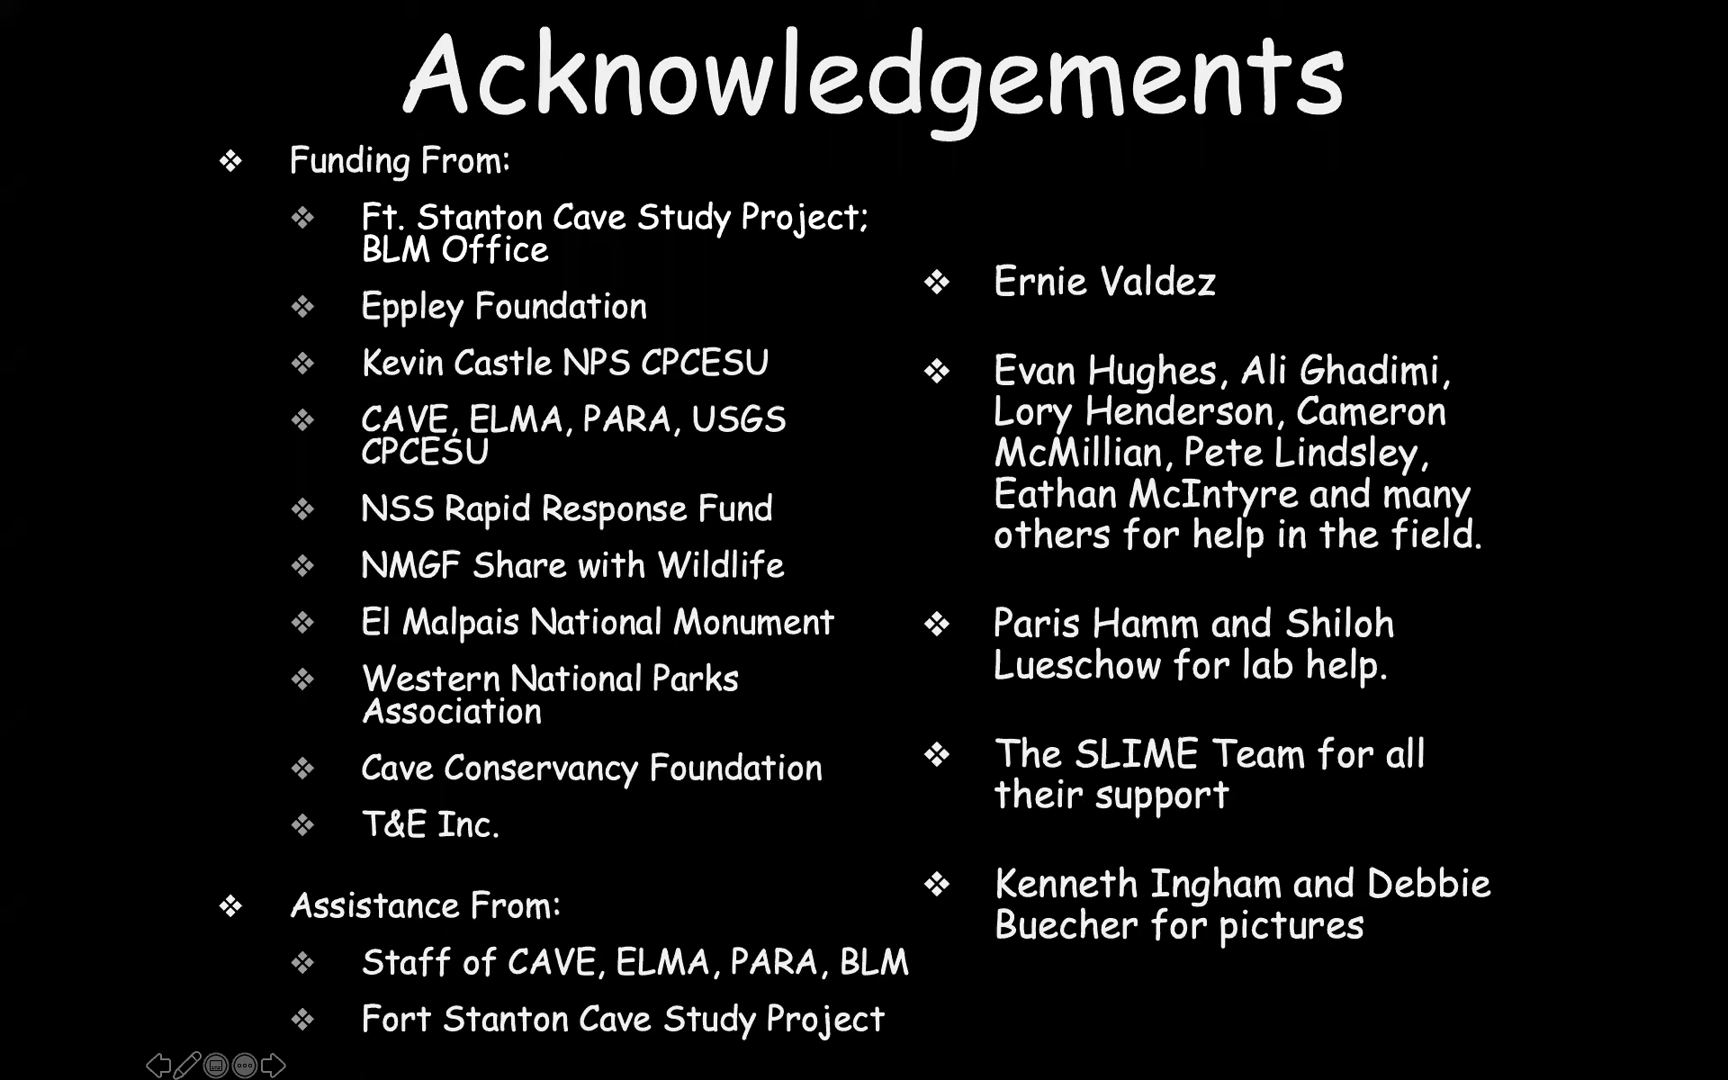 Acknowledgements
Funding From:
Ft. Stanton Cave Study Project;
BLM Office
Eppley Foundation
Kevin Castle NPS CPCESU
CAVE, ELMA, PARA, USGS
CPCESU
NSS Rapid Response Fund
NMGF Share with Wildlife
El Malpais National Monument
Western National Parks
Association
Cave Conservancy Foundation
T&E Inc.
Assistance From:
Staff of CAVE, ELMA, PARA, BLM
Fort Stanton Cave Study Project
Ernie Valdez
Evan Hughes, Ali Ghadimi,
Lory Henderson, Cameron
McMillian, Pete Lindsley,
Eathan McIntyre and many
others for help in the field.
Paris Hamm and Shiloh
Lueschow for lab help.
The SLIME Team for all
their support
Kenneth Ingham and Debbie
Buecher for pictures